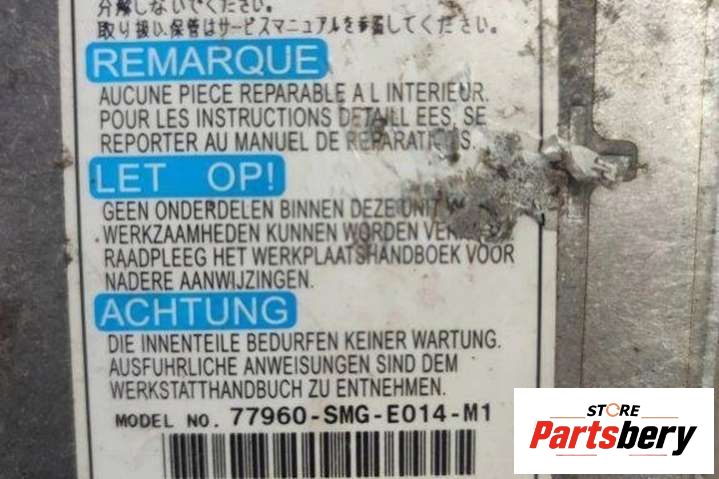 分解しないでください。
取り扱い、保管はサービスマニュアルを参照してください。
REMARQUE
AUCUNE PIECE REPARABLE A L INTERIEUR.
POUR LES INSTRUCTIONS DETAILL EES, SE
REPORTER AU MANUEL DE REPARATIONS.
LET OP!
GEEN ONDERDELEN BINNEN DEZE UNIT
WERKZAAMHEDEN KUNNEN WORDEN
RAADPLEEG HET WERKPLAATSHANDBOEK VOOR
NADERE AANWIJZINGEN.
ACHTUNG
DIE INNENTEILE BEDURFEN KEINER WARTUNG.
AUSFUHRLICHE ANWEISUNGEN SIND DEM
WERKSTATTHANDBUCH ZU ENTNEHMEN.
MODEL NO. 77960-SMG-E014-M1
STORE
Partsbery